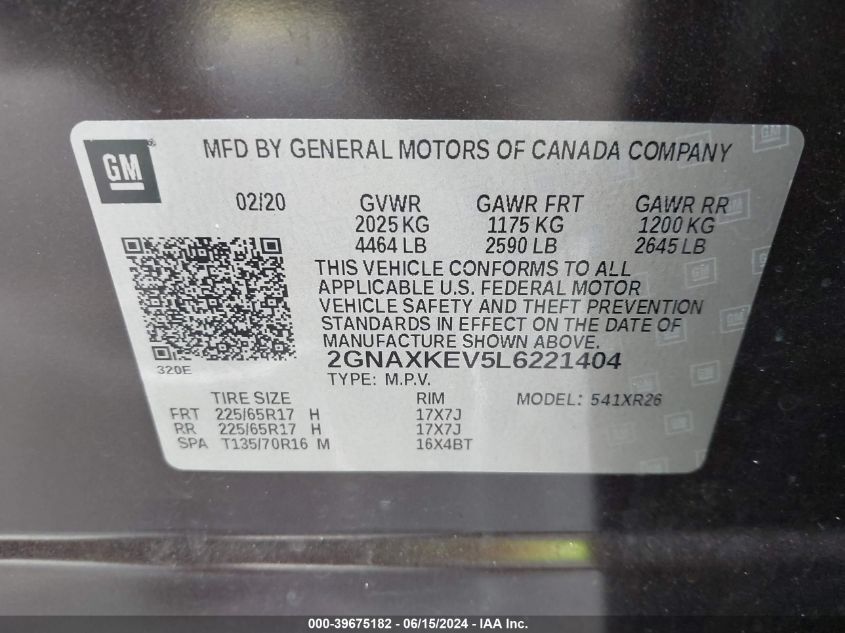 GM
MFD BY GENERAL MOTORS OF CANADA COMPANY
02/20 GVWR GAWR FRT GAWR RR
2025 KG 1175 KG 1200 KG
4464 LB 2590 LB 2645 LB
THIS VEHICLE CONFORMS TO ALL
APPLICABLE U.S. FEDERAL MOTOR
VEHICLE SAFETY AND THEFT PREVENTION
STANDARDS IN EFFECT ON THE DATE OF
MANUFACTURE SHOWN ABOVE.
320E 2GNAXKEV5L6221404
TYPE: M.P.V.
TIRE SIZE RIM MODEL: 541XR26
FRT 225/65R17 H 17X7J
RR 225/65R17 H 17X7J
SPA T135/70R16 M 16X4BT
000-39675182 - 06/15/2024 - IAA Inc.